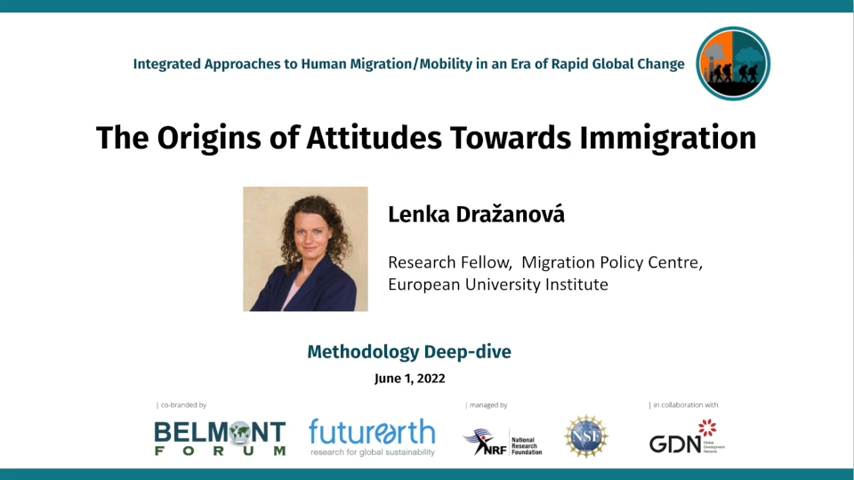 Integrated Approaches to Human Migration/Mobility in an Era of Rapid Global Change
The Origins of Attitudes Towards Immigration
Lenka Dražanová
Research Fellow, Migration Policy Centre,
European University Institute
Methodology Deep-dive
June 1, 2022
| co-branded by
| managed by
| in collaboration with
BELMONT
FORUM
futurearth
research for global sustainability
NRF
National
Research
Foundation
NSF
GDN
Global
Development
Network